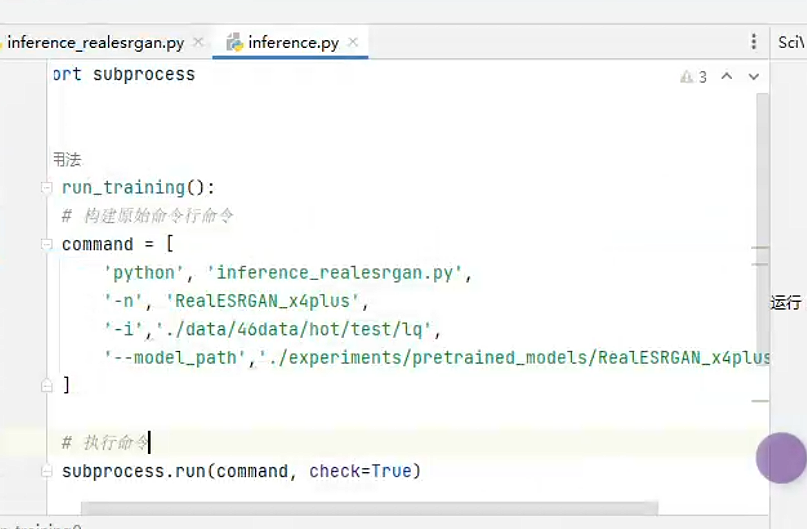 inference_realesrgan.py inference.py Sci\
ort subprocess 3
用法
run_training():
# 构建原始命令行命令
command = [
'python', 'inference_realesrgan.py',
'-n', 'RealESRGAN_x4plus',
运行
'-i','./data/46data/hot/test/lq',
'--model_path','./experiments/pretrained_models/RealESRGAN_x4plus
]
# 执行命令
subprocess.run(command, check=True)